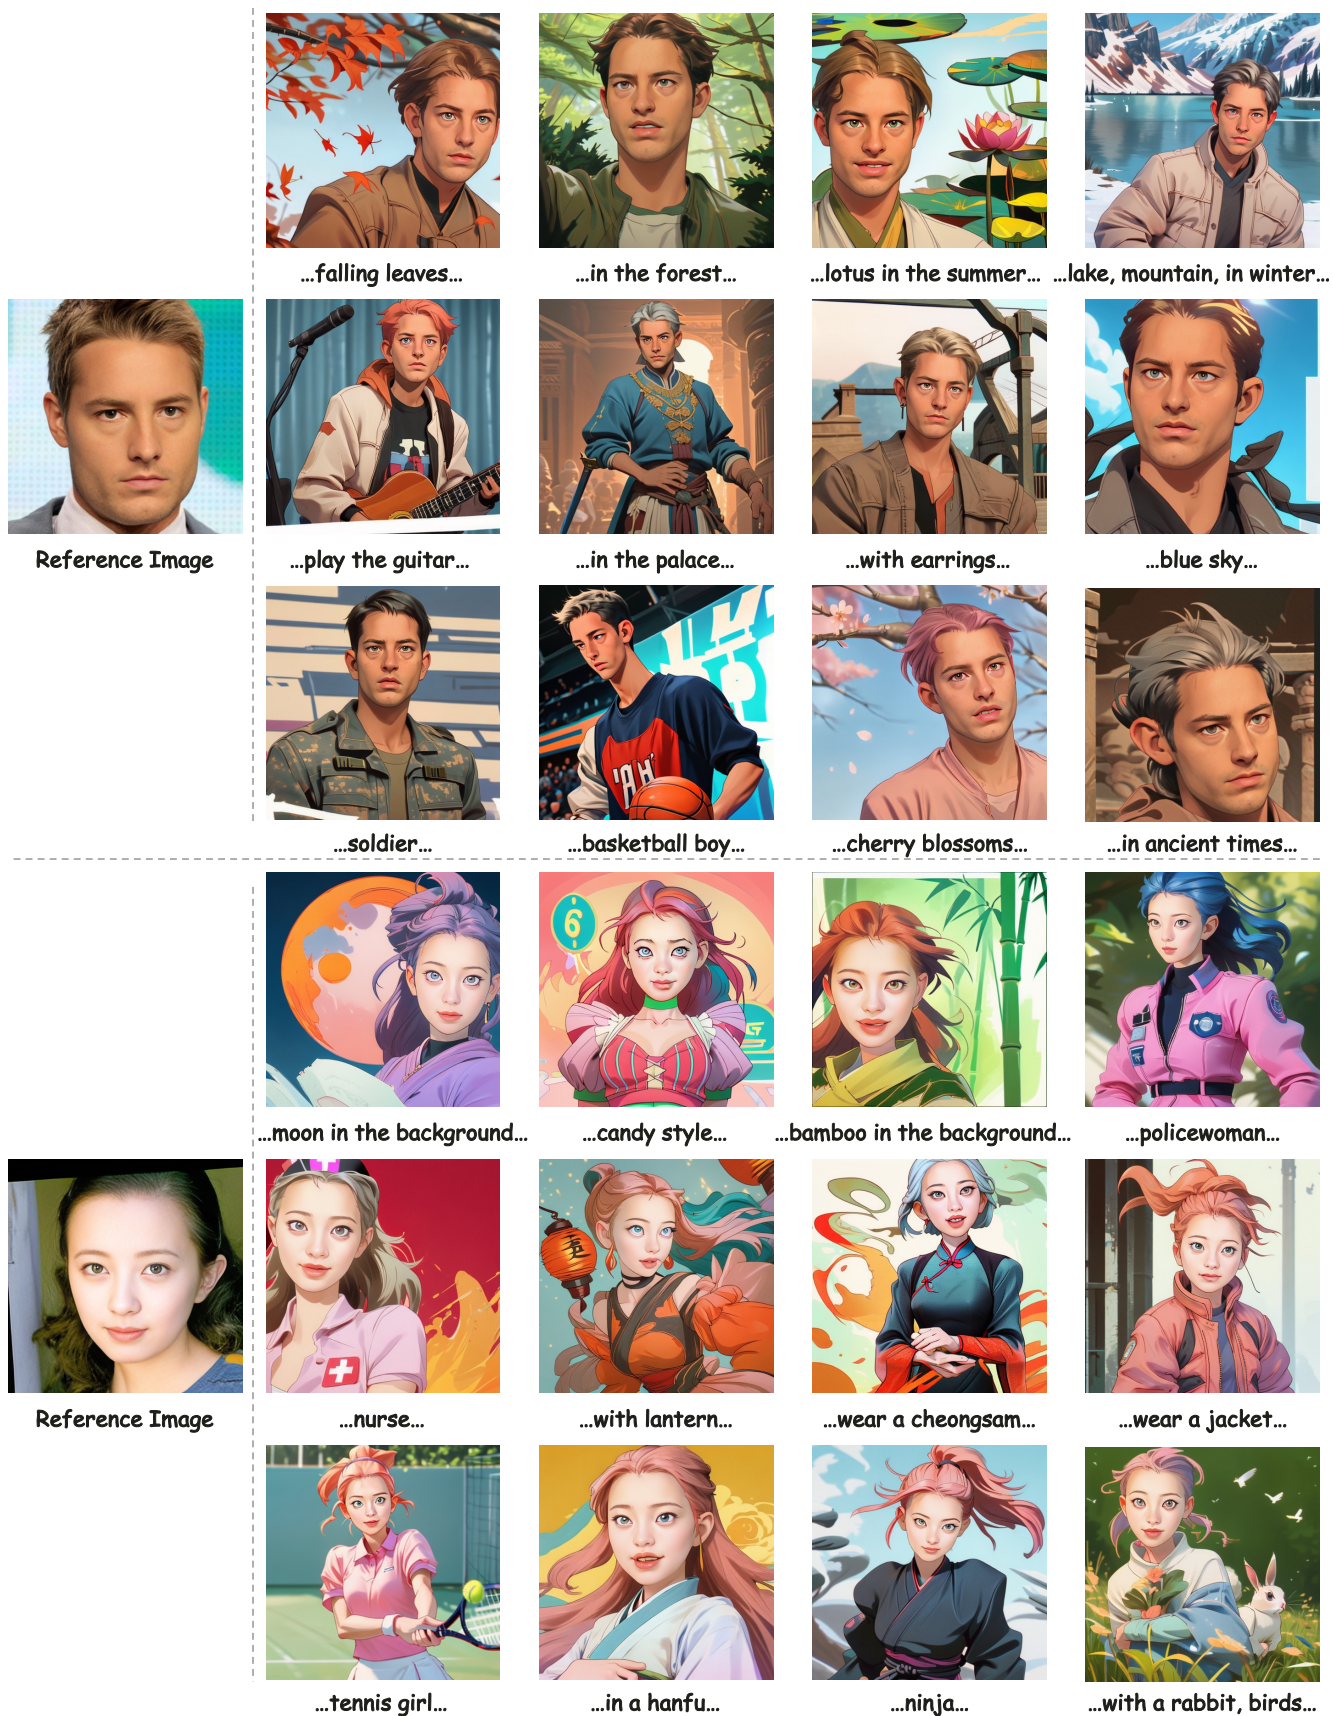 ...falling leaves...
...in the forest...
...lotus in the summer...
...lake, mountain, in winter...
Reference Image
...play the guitar...
...in the palace...
...with earrings...
...blue sky...
...soldier...
...basketball boy...
...cherry blossoms...
...in ancient times...
6
...moon in the background...
...candy style...
...bamboo in the background...
...policewoman...
Reference Image
...nurse...
...with lantern...
...wear a cheongsam...
...wear a jacket...
...tennis girl...
...in a hanfu...
...ninja...
...with a rabbit, birds...